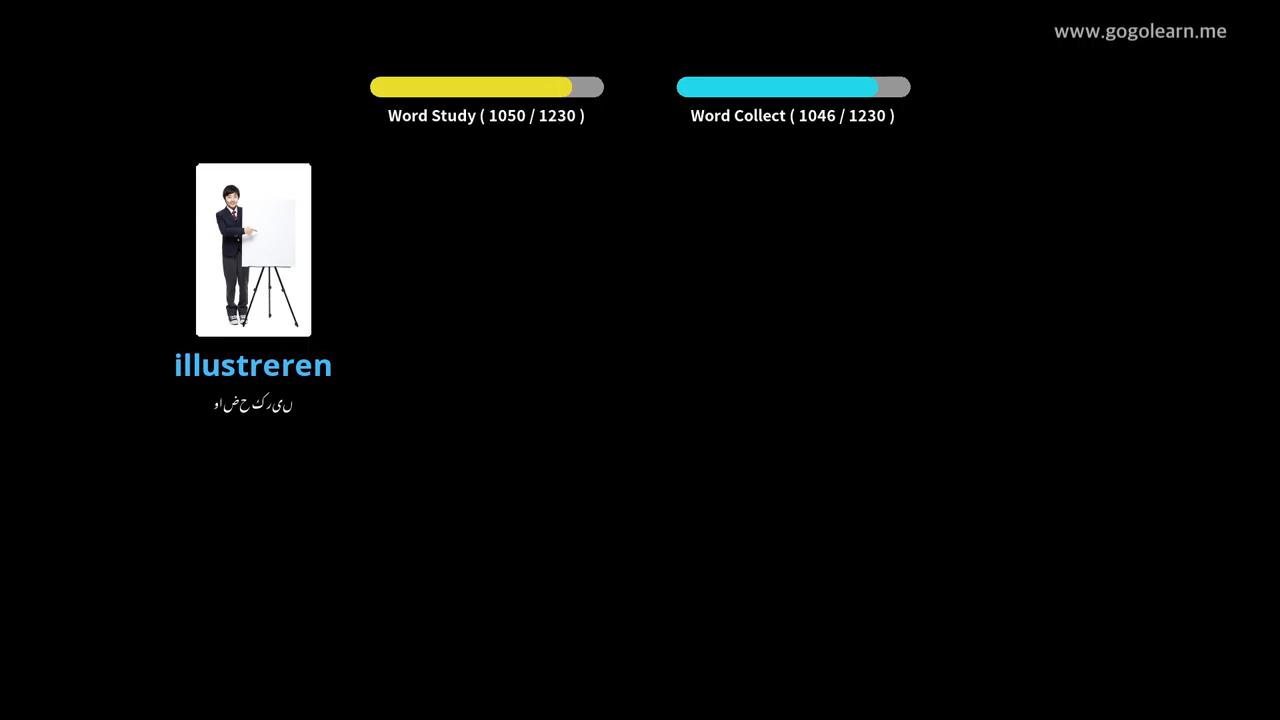 www.gogolearn.me
Word Study ( 1050 / 1230 )
Word Collect ( 1046 / 1230 )
illustreren
واضح کریں